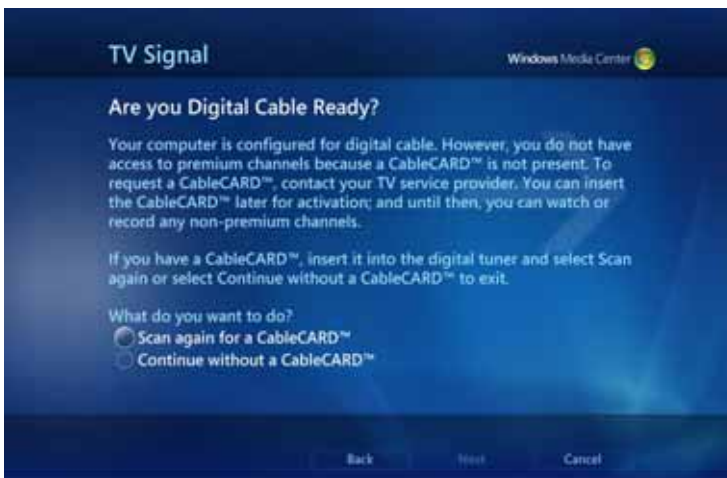 TV Signal
Windows Media Center
Are you Digital Cable Ready?
Your computer is configured for digital cable. However, you do not have
access to premium channels because a CableCARD™ is not present. To
request a CableCARD™, contact your TV service provider. You can insert
the CableCARD™ later for activation; and until then, you can watch or
record any non-premium channels.
If you have a CableCARD™, insert it into the digital tuner and select Scan
again or select Continue without a CableCARD™ to exit.
What do you want to do?
Scan again for a CableCARD™
Continue without a CableCARD™
Back
Next
Cancel